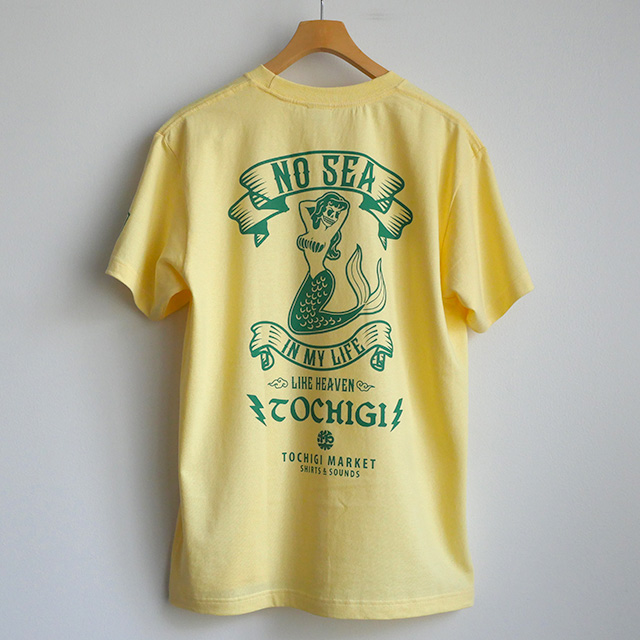 NO SEA
IN MY LIFE
LIKE HEAVEN
TOCHIGI
TOCHIGI MARKET
SHIRTS & SOUNDS